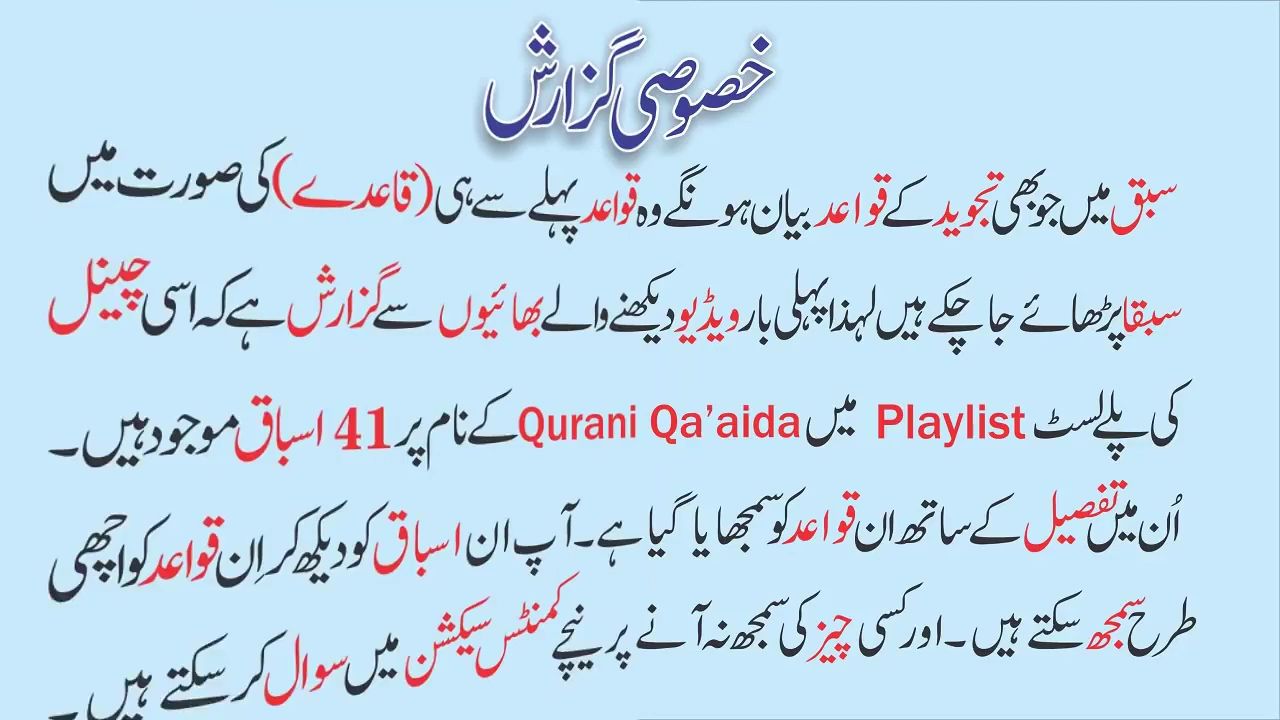 خصوصی گزارش
سبق میں جو بھی تجوید کے قواعد بیان ہونگے وہ قواعد پہلے سے ہی (قاعدے) کی صورت میں
سبقا پڑھائے جا چکے ہیں لہذا پہلی بار ویڈیو دیکھنے والے بھائیوں سے گزارش ہے کہ اسی چینل
کی پلے لسٹ Playlist میں Qurani Qa’aida کے نام پر 41 اسباق موجود ہیں۔
اُن میں تفصیل کے ساتھ ان قواعد کو سمجھایا گیا ہے۔ آپ ان اسباق کو دیکھ کر اِن قواعد کو اچھی
طرح سمجھ سکتے ہیں۔ اور کسی چیز کی سمجھ نہ آنے پر نیچے کمنٹس سیکشن میں سوال کر سکتے ہیں۔